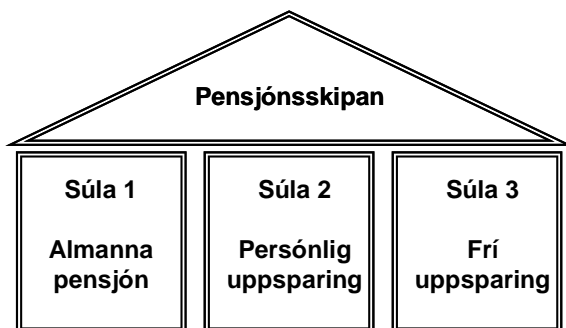 Pensjónsskipan
Súla 1
Almanna
pensjón
Súla 2
Persónlig
uppsparing
Súla 3
Frí
uppsparing